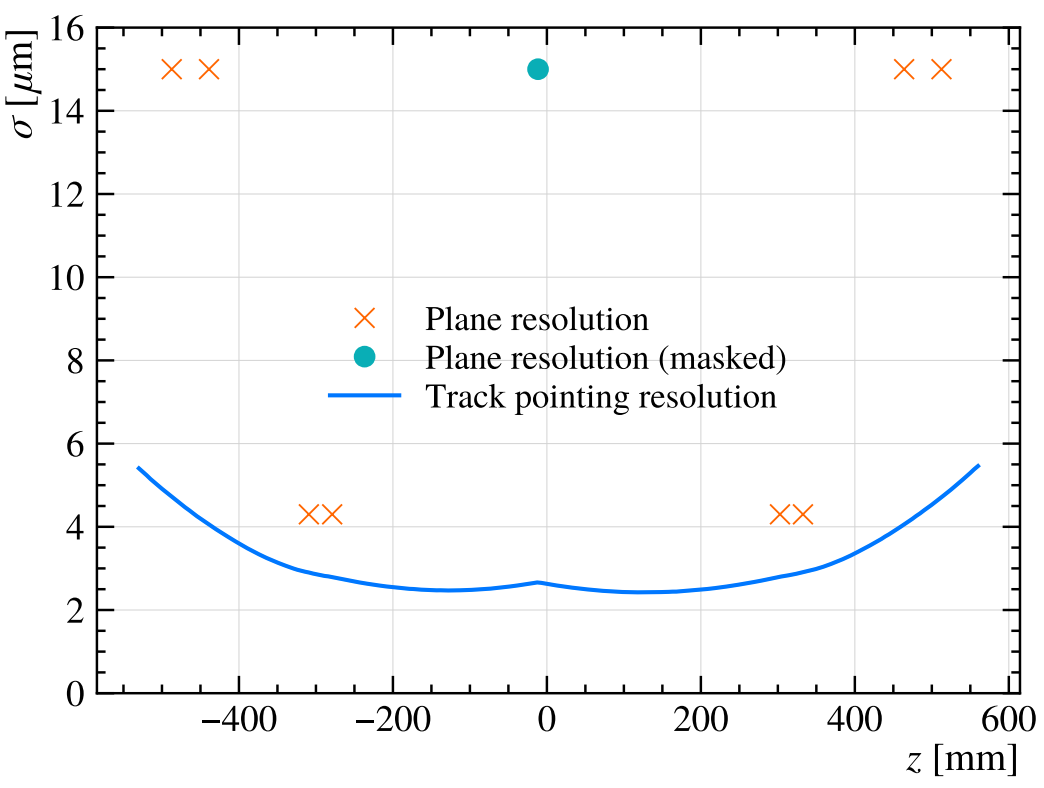 16
14
12
10
8
6
4
2
0
σ [μm]
Plane resolution
Plane resolution (masked)
Track pointing resolution
−400 −200 0 200 400 600
z [mm]